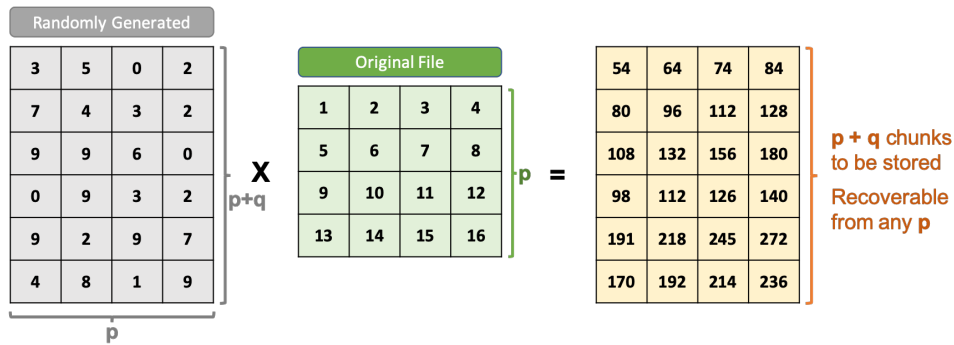 Randomly Generated
3 5 0 2
7 4 3 2
9 9 6 0
0 9 3 2
9 2 9 7
4 8 1 9
p+q
p
X
Original File
1 2 3 4
5 6 7 8
9 10 11 12
13 14 15 16
p
=
54 64 74 84
80 96 112 128
108 132 156 180
98 112 126 140
191 218 245 272
170 192 214 236
p + q chunks
to be stored
Recoverable
from any p